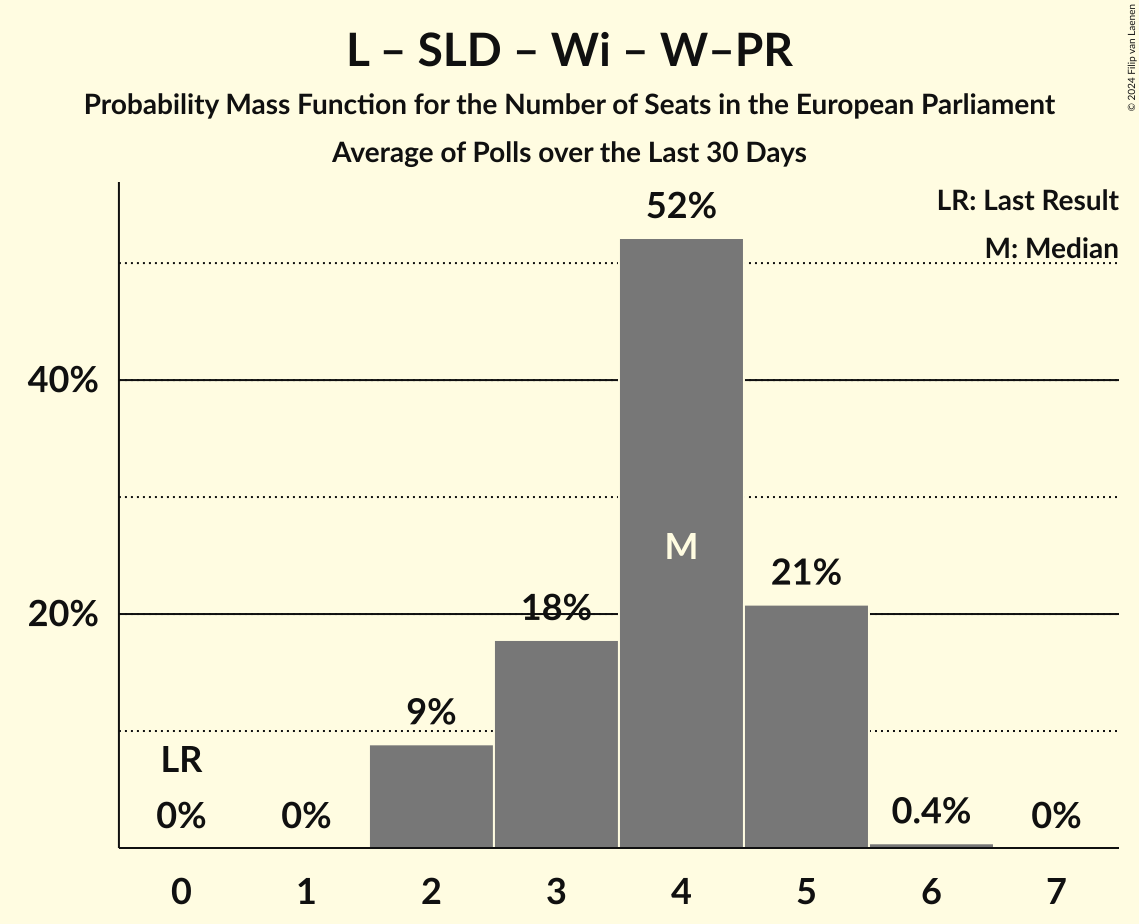 L – SLD – Wi – W–PR
Probability Mass Function for the Number of Seats in the European Parliament
Average of Polls over the Last 30 Days
© 2024 Filip van Laenen
LR: Last Result
M: Median
52%
40%
M
21%
20%
18%
9%
LR
0%
0%
0.4%
0%
0 1 2 3 4 5 6 7